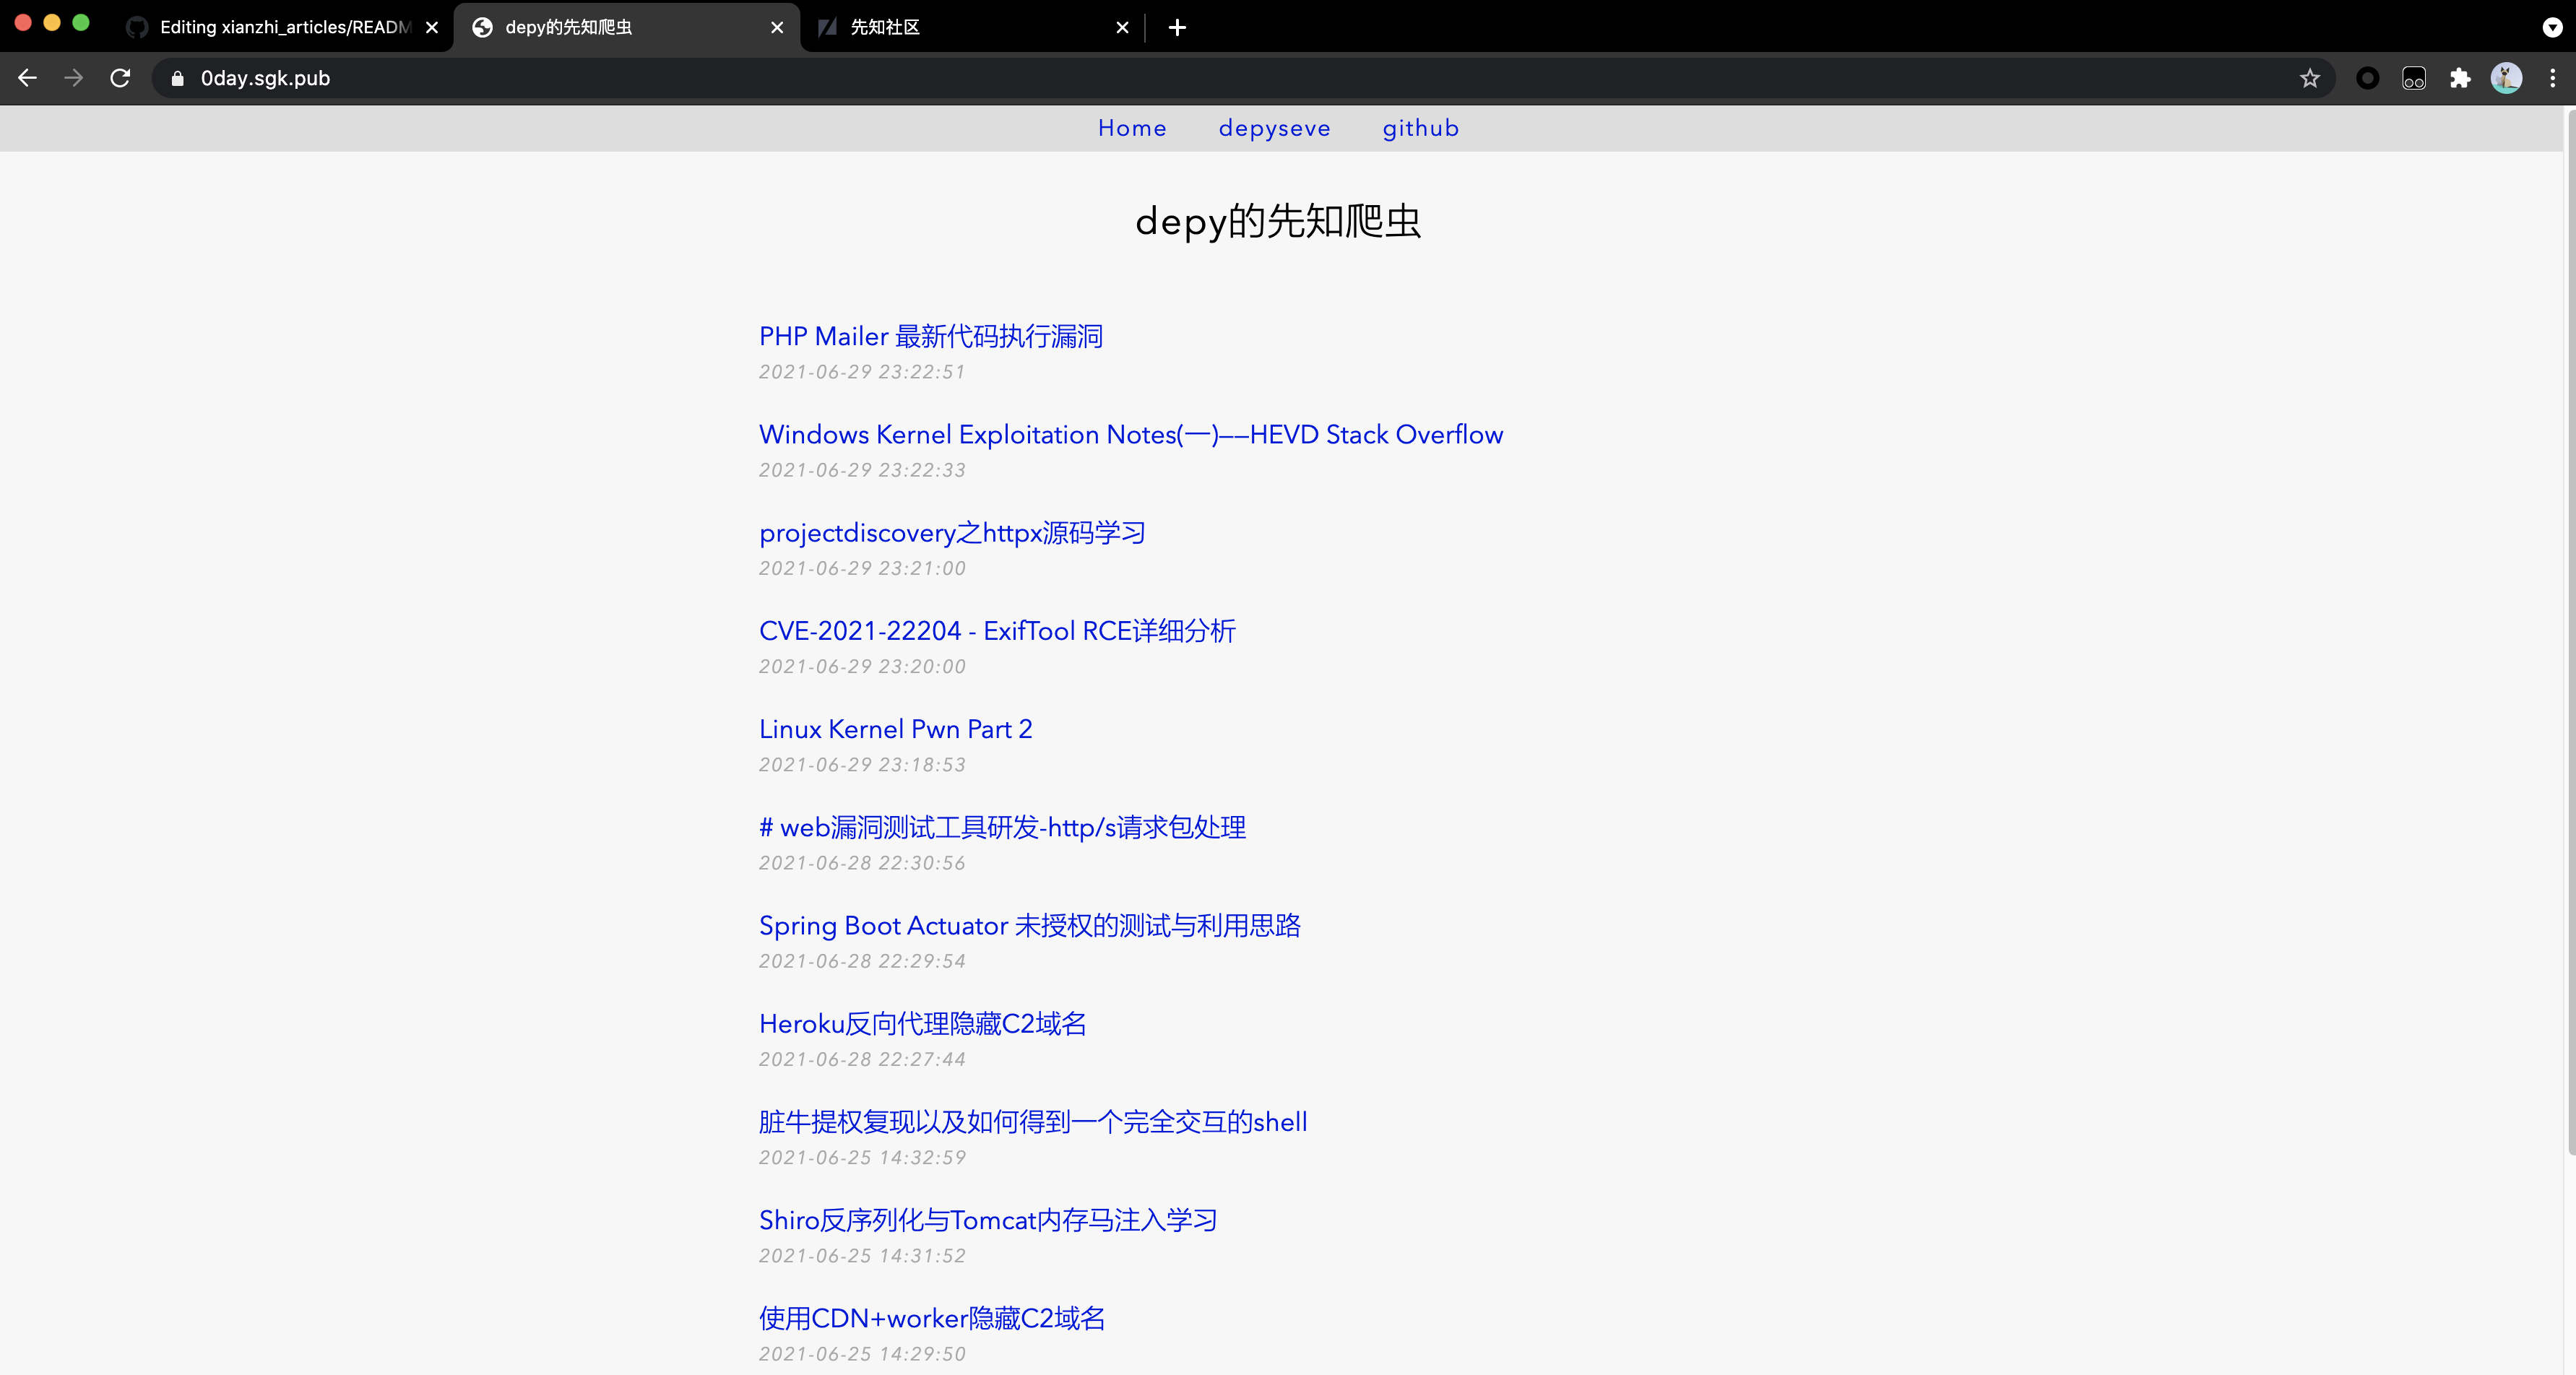 Editing xianzhi_articles/READM
depy的先知爬虫
先知社区
0day.sgk.pub
Home depyseve github
depy的先知爬虫
PHP Mailer 最新代码执行漏洞
2021-06-29 23:22:51
Windows Kernel Exploitation Notes(一)——HEVD Stack Overflow
2021-06-29 23:22:33
projectdiscovery之httpx源码学习
2021-06-29 23:21:00
CVE-2021-22204 - ExifTool RCE详细分析
2021-06-29 23:20:00
Linux Kernel Pwn Part 2
2021-06-29 23:18:53
# web漏洞测试工具研发-http/s请求包处理
2021-06-28 22:30:56
Spring Boot Actuator 未授权的测试与利用思路
2021-06-28 22:29:54
Heroku反向代理隐藏C2域名
2021-06-28 22:27:44
脏牛提权复现以及如何得到一个完全交互的shell
2021-06-25 14:32:59
Shiro反序列化与Tomcat内存马注入学习
2021-06-25 14:31:52
使用CDN+worker隐藏C2域名
2021-06-25 14:29:50